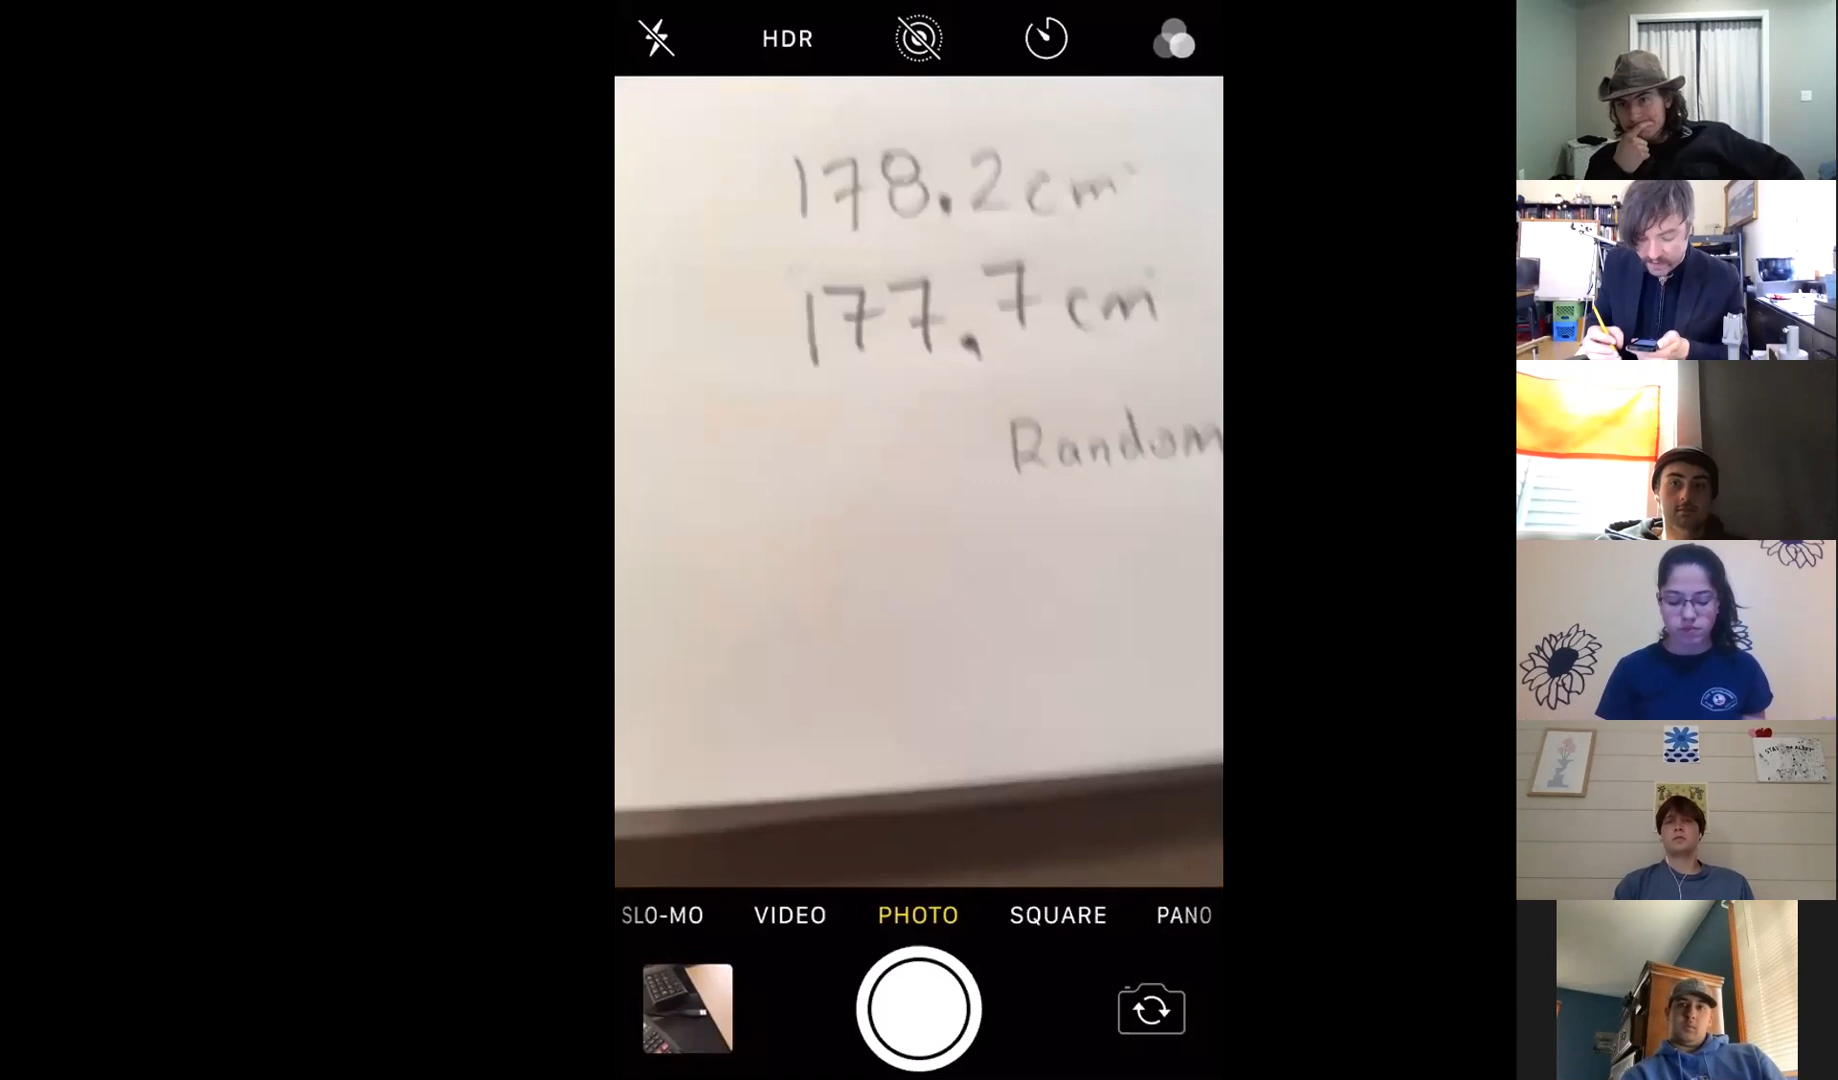 HDR
178.2cm
177.7cm
Random
SLO-MO VIDEO PHOTO SQUARE PANO